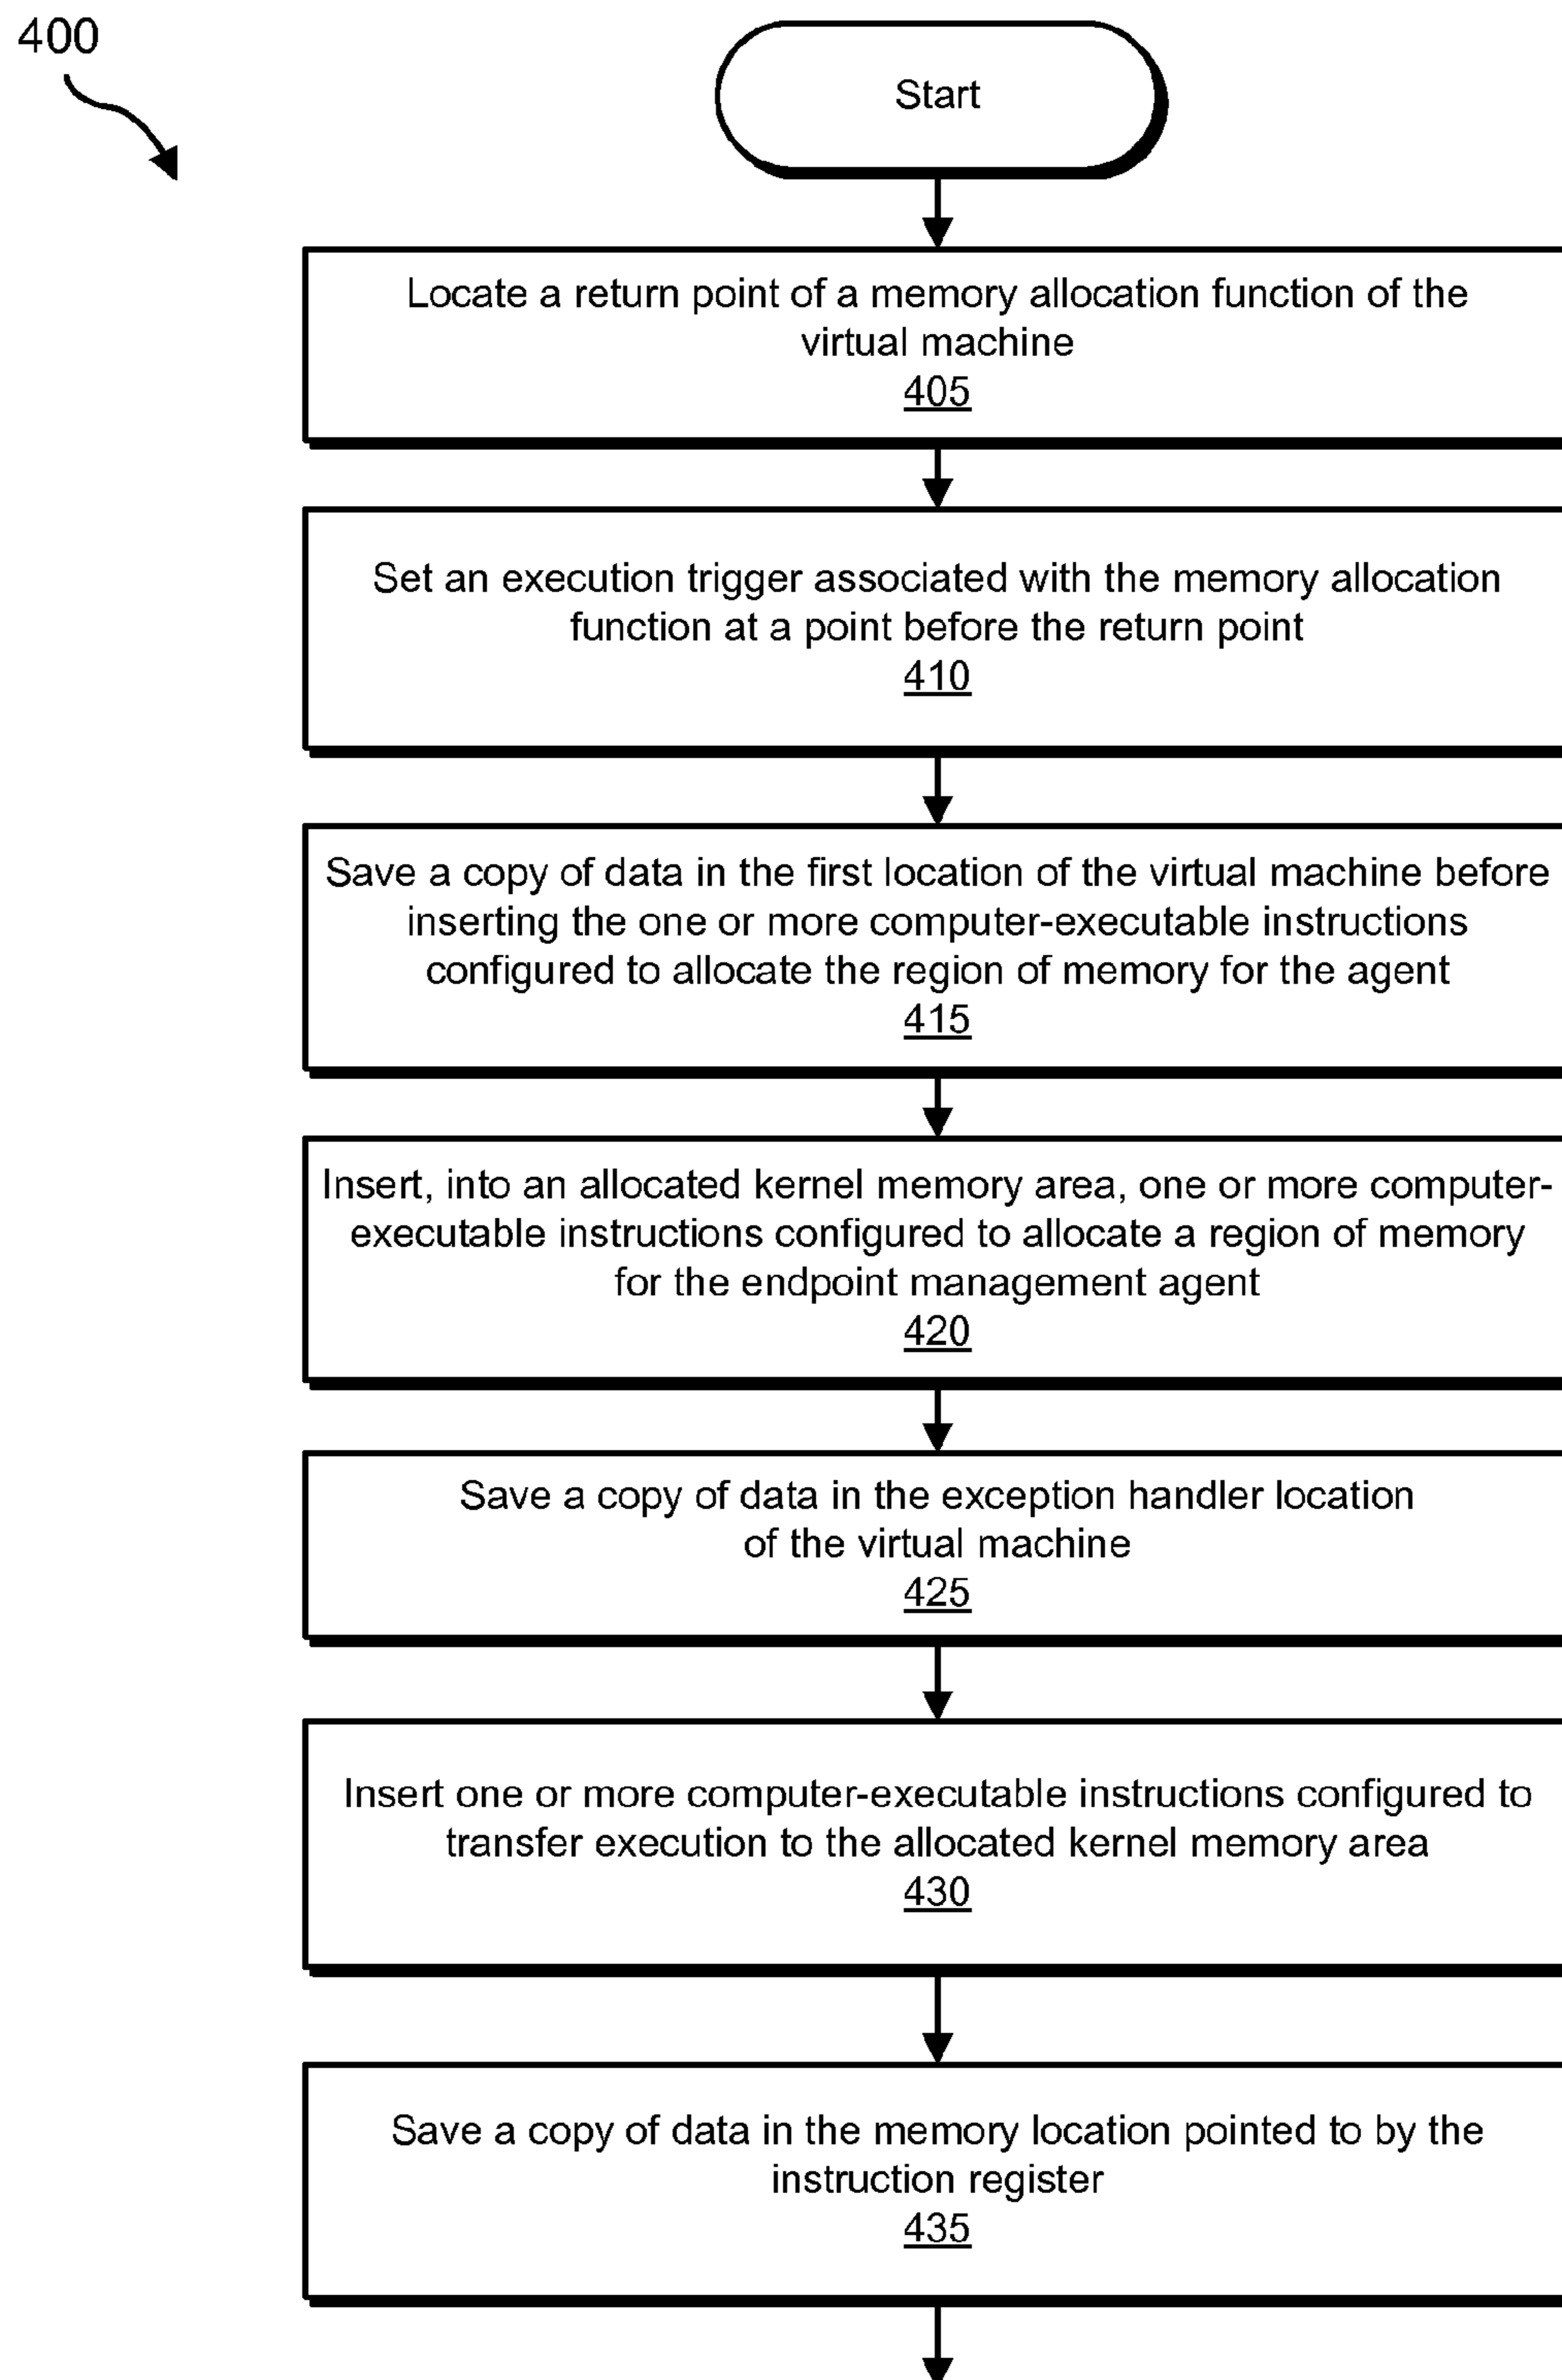 400
Start
Locate a return point of a memory allocation function of the
virtual machine
405
Set an execution trigger associated with the memory allocation
function at a point before the return point
410
Save a copy of data in the first location of the virtual machine before
inserting the one or more computer-executable instructions
configured to allocate the region of memory for the agent
415
Insert, into an allocated kernel memory area, one or more computer-
executable instructions configured to allocate a region of memory
for the endpoint management agent
420
Save a copy of data in the exception handler location
of the virtual machine
425
Insert one or more computer-executable instructions configured to
transfer execution to the allocated kernel memory area
430
Save a copy of data in the memory location pointed to by the
instruction register
435